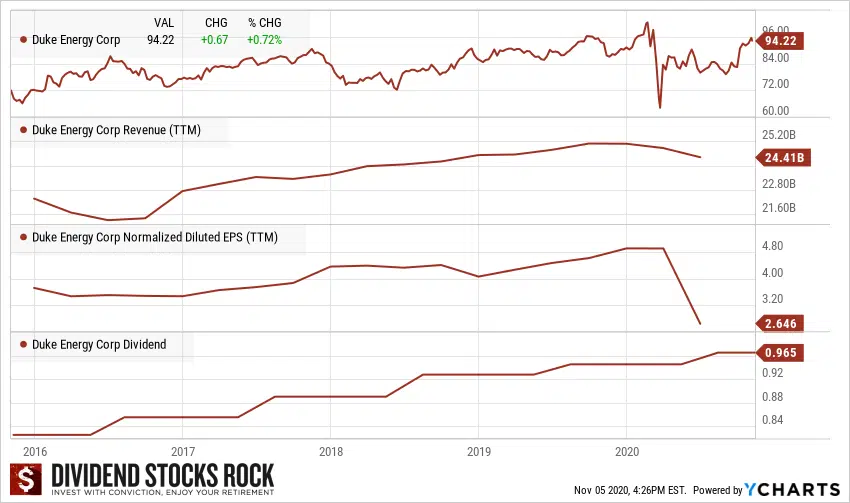 VAL CHG % CHG
Duke Energy Corp 94.22 +0.67 +0.72%
96.00
94.22
84.00
72.00
60.00
Duke Energy Corp Revenue (TTM)
25.20B
24.41B
22.80B
21.60B
Duke Energy Corp Normalized Diluted EPS (TTM)
4.80
4.00
3.20
2.646
Duke Energy Corp Dividend
0.965
0.92
0.88
0.84
2016 2017 2018 2019 2020
$
DIVIDEND STOCKS ROCK
INVEST WITH CONVICTION, ENJOY YOUR RETIREMENT
Nov 05 2020, 4:26PM EST. Powered by YCHARTS